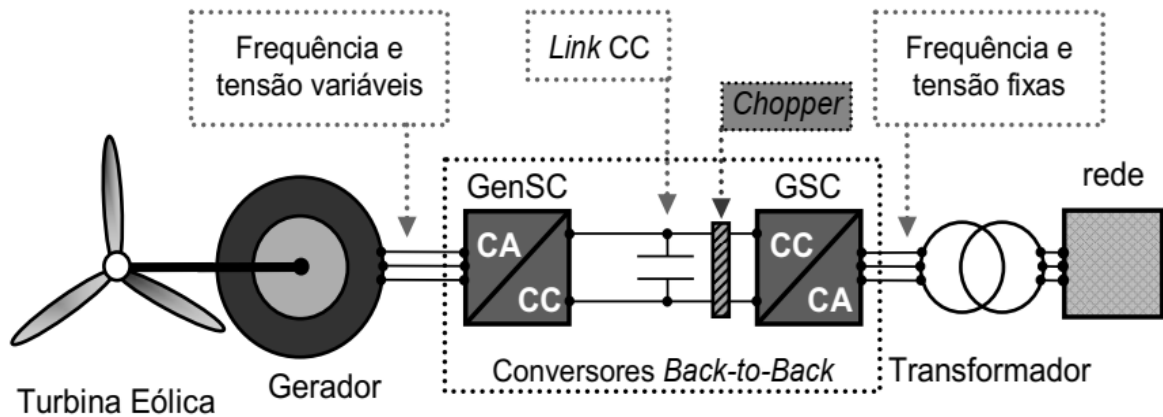 Frequência e
tensão variáveis
Link CC
Chopper
Frequência e
tensão fixas
GenSC
GSC
rede
CA
CC
CC
CA
Turbina Eólica
Gerador
Conversores Back-to-Back
Transformador